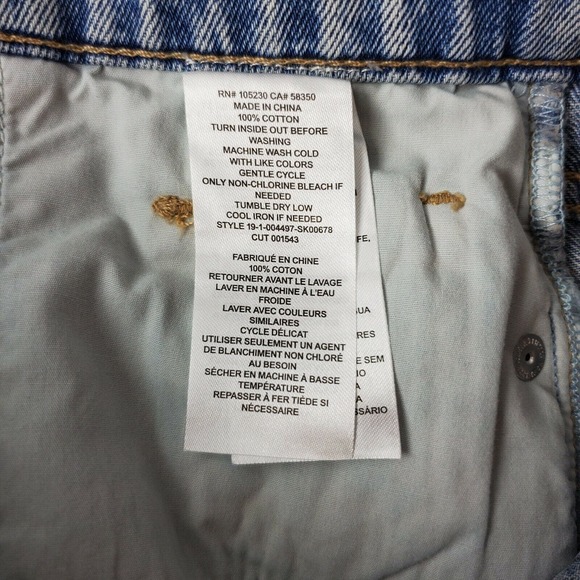 RN# 105230 CA# 58350
MADE IN CHINA
100% COTTON
TURN INSIDE OUT BEFORE
WASHING
MACHINE WASH COLD
WITH LIKE COLORS
GENTLE CYCLE
ONLY NON-CHLORINE BLEACH IF
NEEDED
TUMBLE DRY LOW
COOL IRON IF NEEDED
STYLE 19-1-004497-SK00678
CUT 001543
FABRIQUÉ EN CHINE
100% COTON
RETOURNER AVANT LE LAVAGE
LAVER EN MACHINE À L'EAU
FROIDE
LAVER AVEC COULEURS
SIMILAIRES
CYCLE DÉLICAT
UTILISER SEULEMENT UN AGENT
DE BLANCHIMENT NON CHLORÉ
AU BESOIN
SÉCHER EN MACHINE À BASSE
TEMPÉRATURE
REPASSER À FER TIÉDE SI
NÉCESSAIRE